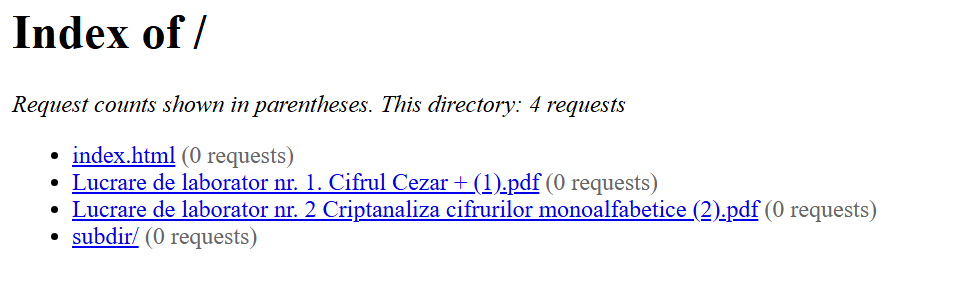 Index of /
Request counts shown in parentheses. This directory: 4 requests
index.html (0 requests)
Lucrare de laborator nr. 1. Cifrul Cezar + (1).pdf (0 requests)
Lucrare de laborator nr. 2 Criptanaliza cifrurilor monoalfabetice (2).pdf (0 requests)
subdir/ (0 requests)